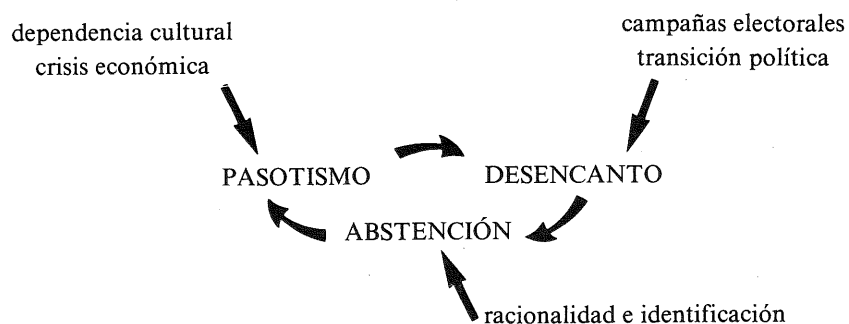 dependencia cultural
crisis económica
campañas electorales
transición política
PASOTISMO
DESENCANTO
ABSTENCIÓN
racionalidad e identificación